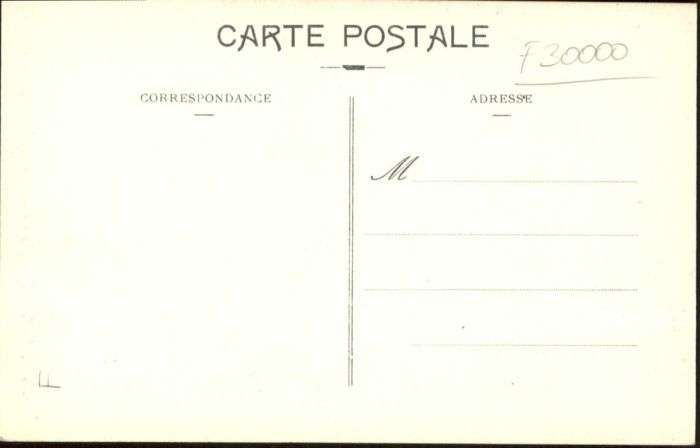 CARTE POSTALE
F30000
CORRESPONDANCE
ADRESSE
M
F